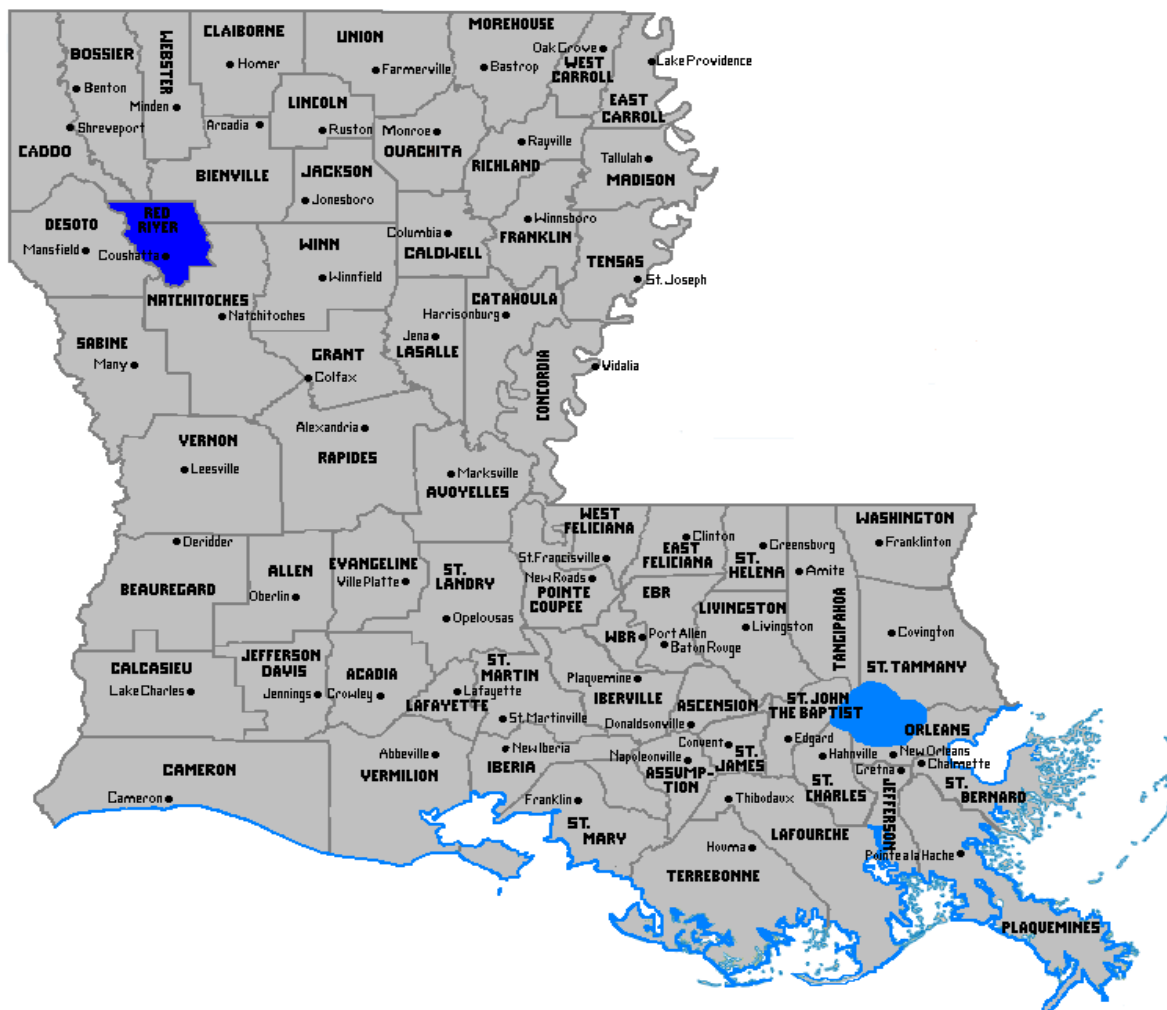 MOREHOUSE
CLAIBORNE
UNION
WEBSTER
BOSSIER
Oak Grove
WEST
CARROLL
Lake Providence
Homer
Farmerville
Bastrop
Benton
Minden
LINCOLN
EAST
CARROLL
Shreveport
Arcadia
Ruston
Monroe
OUACHITA
Rayville
CADDO
RICHLAND
Tallulah
MADISON
BIENVILLE
JACKSON
Jonesboro
RED
RIVER
DESOTO
Winnsboro
FRANKLIN
Columbia
CALDWELL
WINN
Mansfield
Coushatta
TENSAS
Winnfield
St. Joseph
NATCHITOCHES
CATAHOULA
Natchitoches
Harrisonburg
SABINE
Jena
LASALLE
GRANT
Many
Colfax
CONCORDIA
Vidalia
Alexandria
VERNON
RAPIDES
Leesville
Marksville
AVOYELLES
WEST
FELICIANA
WASHINGTON
Deridder
Clinton
EAST
FELICIANA
Greensburg
ST.
HELENA
Franklinton
St. Francisville
EVANGELINE
ALLEN
ST.
LANDRY
Amite
BEAUREGARD
Ville Platte
New Roads
POINTE
COUPEE
Oberlin
EBR
LIVINGSTON
Opelousas
Livingston
TANGIPAHOA
Covington
WBR
Port Allen
Baton Rouge
CALCASIEU
JEFFERSON
DAVIS
ACADIA
ST.
MARTIN
ST. TAMMANY
Lake Charles
Jennings
Crowley
Lafayette
LAFAYETTE
Plaquemine
IBERVILLE
ASCENSION
ST. JOHN
THE BAPTIST
St. Martinville
Donaldsonville
ORLEANS
Abbeville
VERMILION
New Iberia
IBERIA
Convent
Napoleonville
ST.
JAMES
Edgard
Hahnville
New Orleans
Chalmette
CAMERON
ASSUMP-
TION
Gretna
ST.
CHARLES
ST.
BERNARD
JEFFERSON
Cameron
Franklin
ST.
MARY
Thibodaux
LAFOURCHE
Houma
Pointe a la Hache
TERREBONNE
PLAQUEMINES